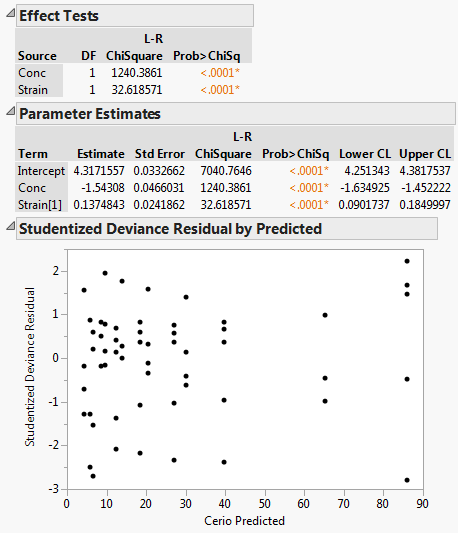 Effect Tests
L-R
Source DF ChiSquare Prob>ChiSq
Conc 1 1240.3861 <.0001*
Strain 1 32.618571 <.0001*
Parameter Estimates
L-R
Term Estimate Std Error ChiSquare Prob>ChiSq Lower CL Upper CL
Intercept 4.3171557 0.0332662 7040.7646 <.0001* 4.251343 4.3817537
Conc -1.54308 0.0466031 1240.3861 <.0001* -1.634925 -1.452222
Strain[1] 0.1374843 0.0241862 32.618571 <.0001* 0.0901737 0.1849997
Studentized Deviance Residual by Predicted
Studentized Deviance Residual
2
1
0
-1
-2
-3
0 10 20 30 40 50 60 70 80 90
Cerio Predicted